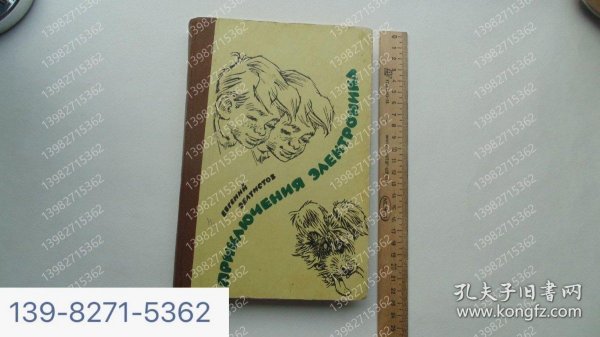 ЕВГЕНИЙ
ВЕЛТИСТОВ
ПРИКЛЮЧЕНИЯ ЭЛЕКТРОНИКА
139-8271-5362
13982715362
孔夫子旧书网
www.kongfz.com